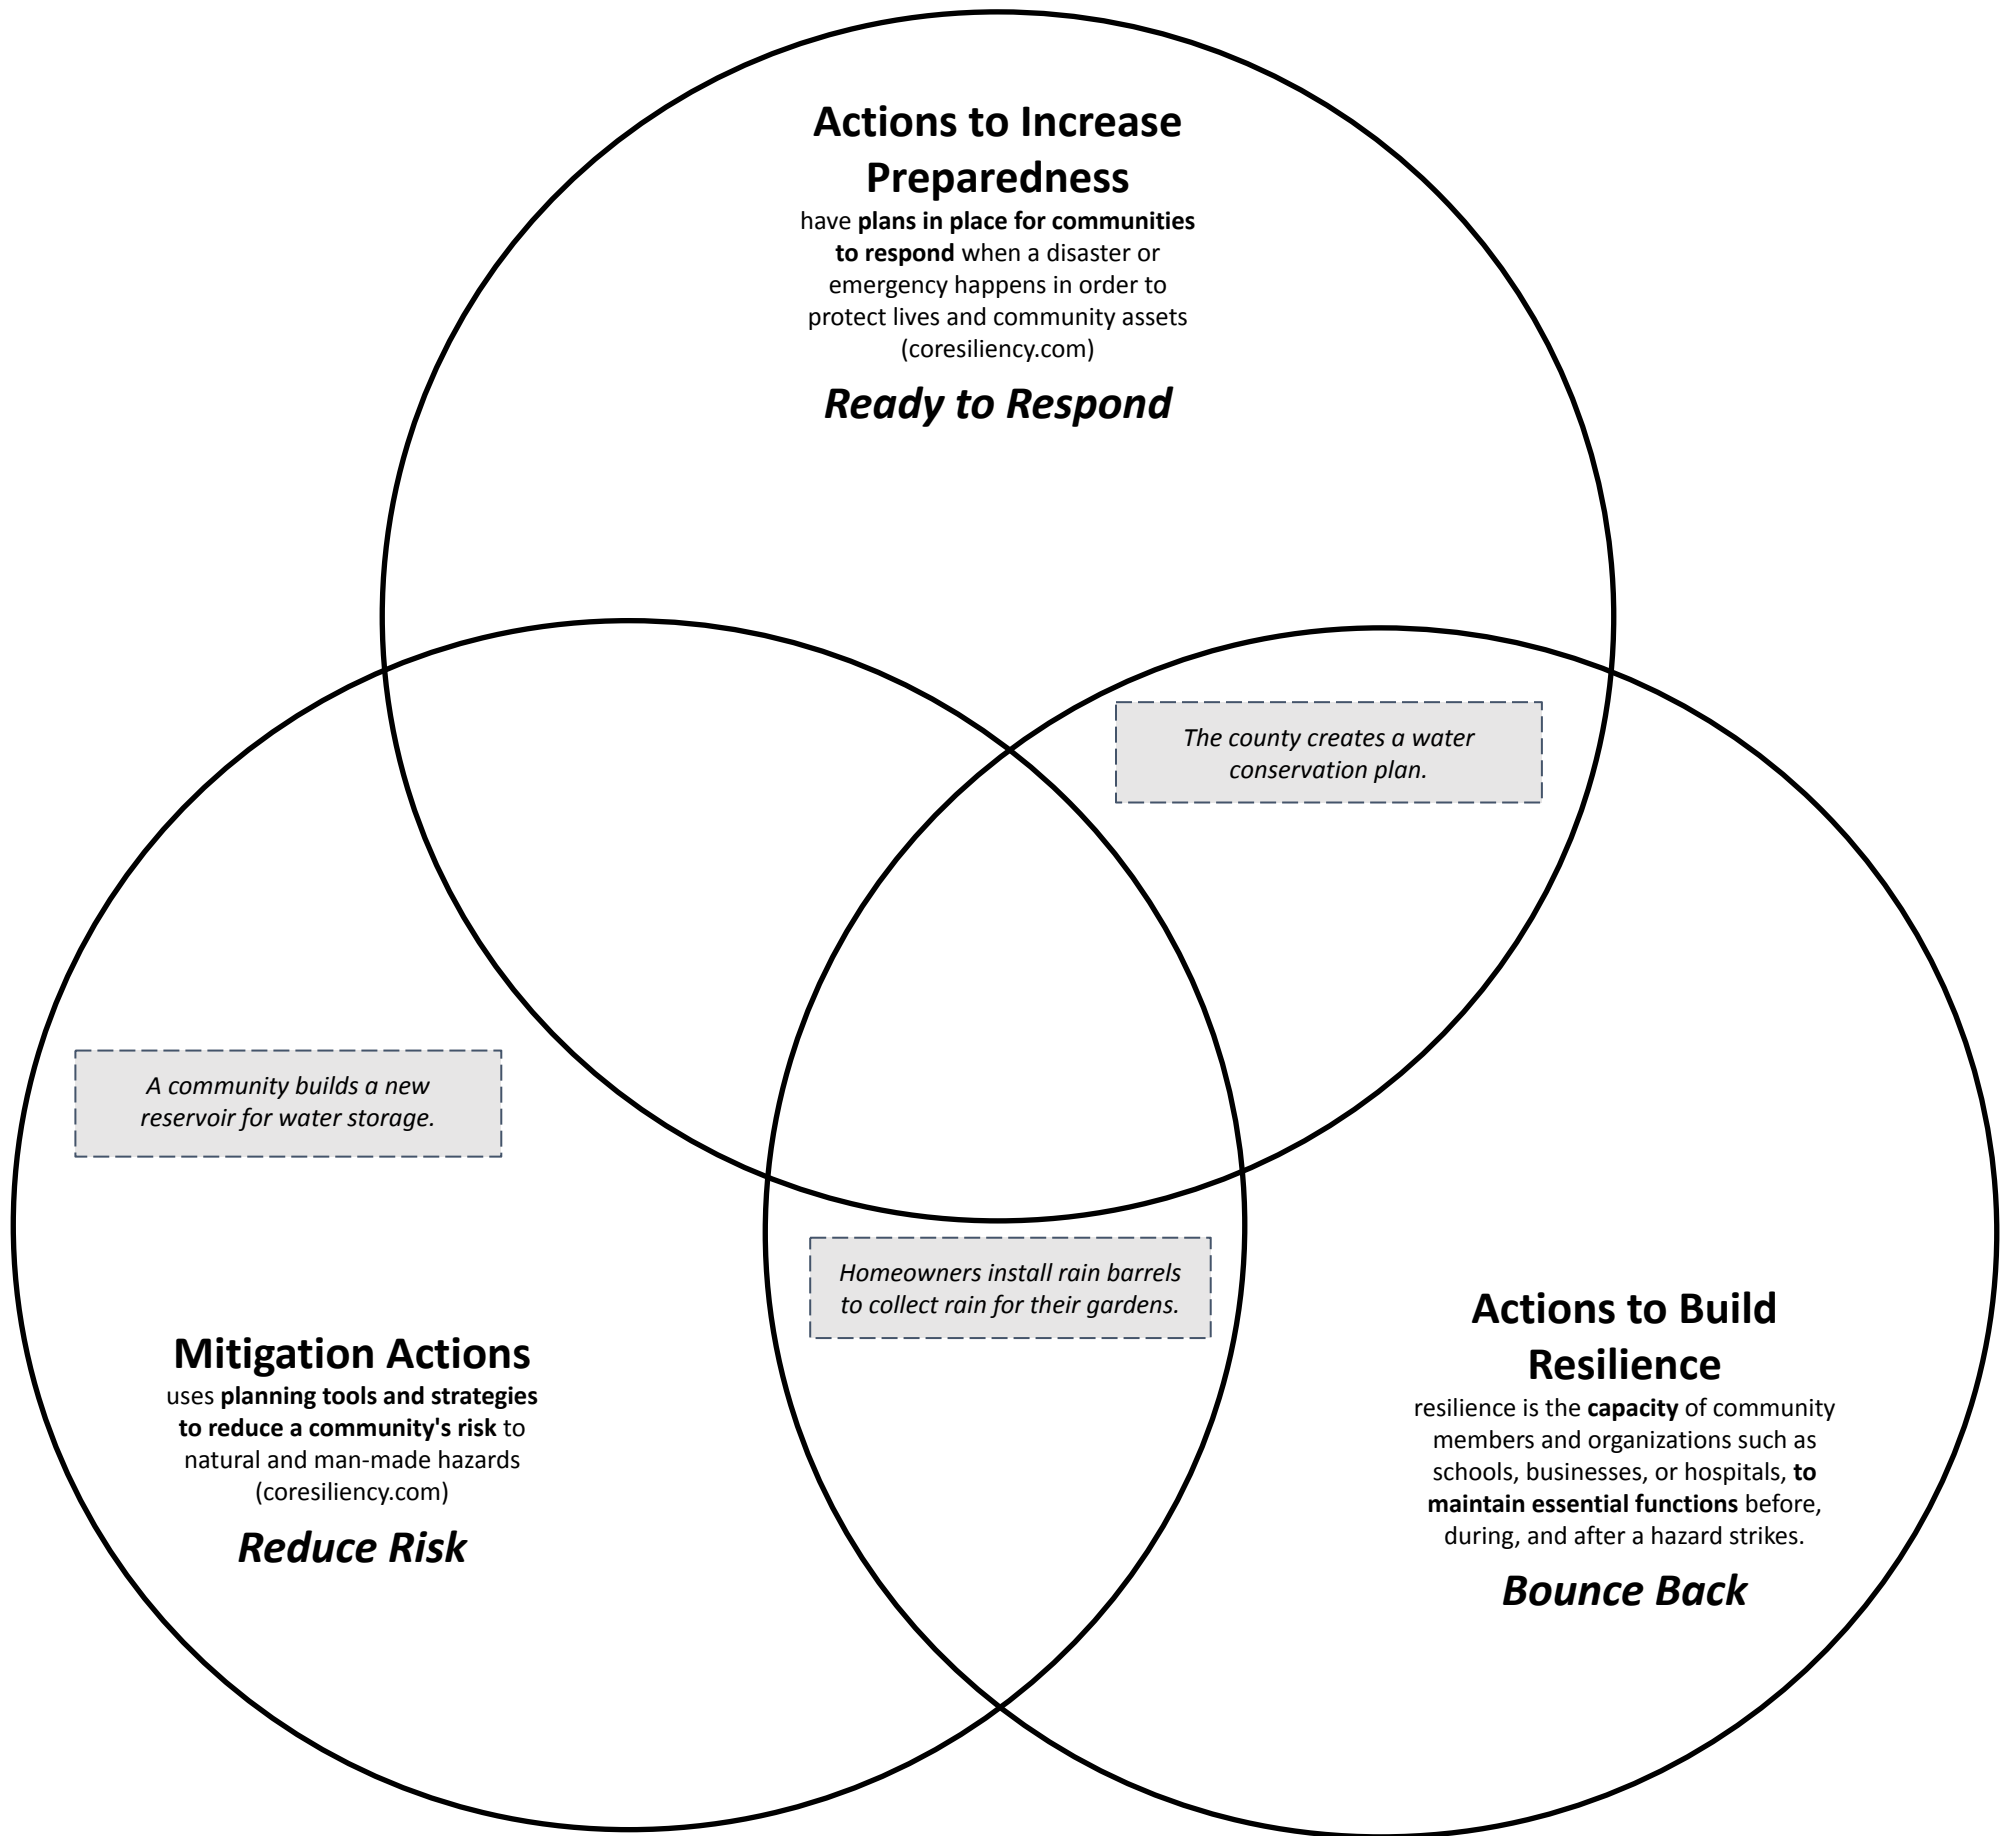 Actions to Increase
Preparedness
have plans in place for communities
to respond when a disaster or
emergency happens in order to
protect lives and community assets
(coresiliency.com)
Ready to Respond
The county creates a water
conservation plan.
A community builds a new
reservoir for water storage.
Homeowners install rain barrels
to collect rain for their gardens.
Mitigation Actions
uses planning tools and strategies
to reduce a community's risk to
natural and man-made hazards
(coresiliency.com)
Reduce Risk
Actions to Build
Resilience
resilience is the capacity of community
members and organizations such as
schools, businesses, or hospitals, to
maintain essential functions before,
during, and after a hazard strikes.
Bounce Back